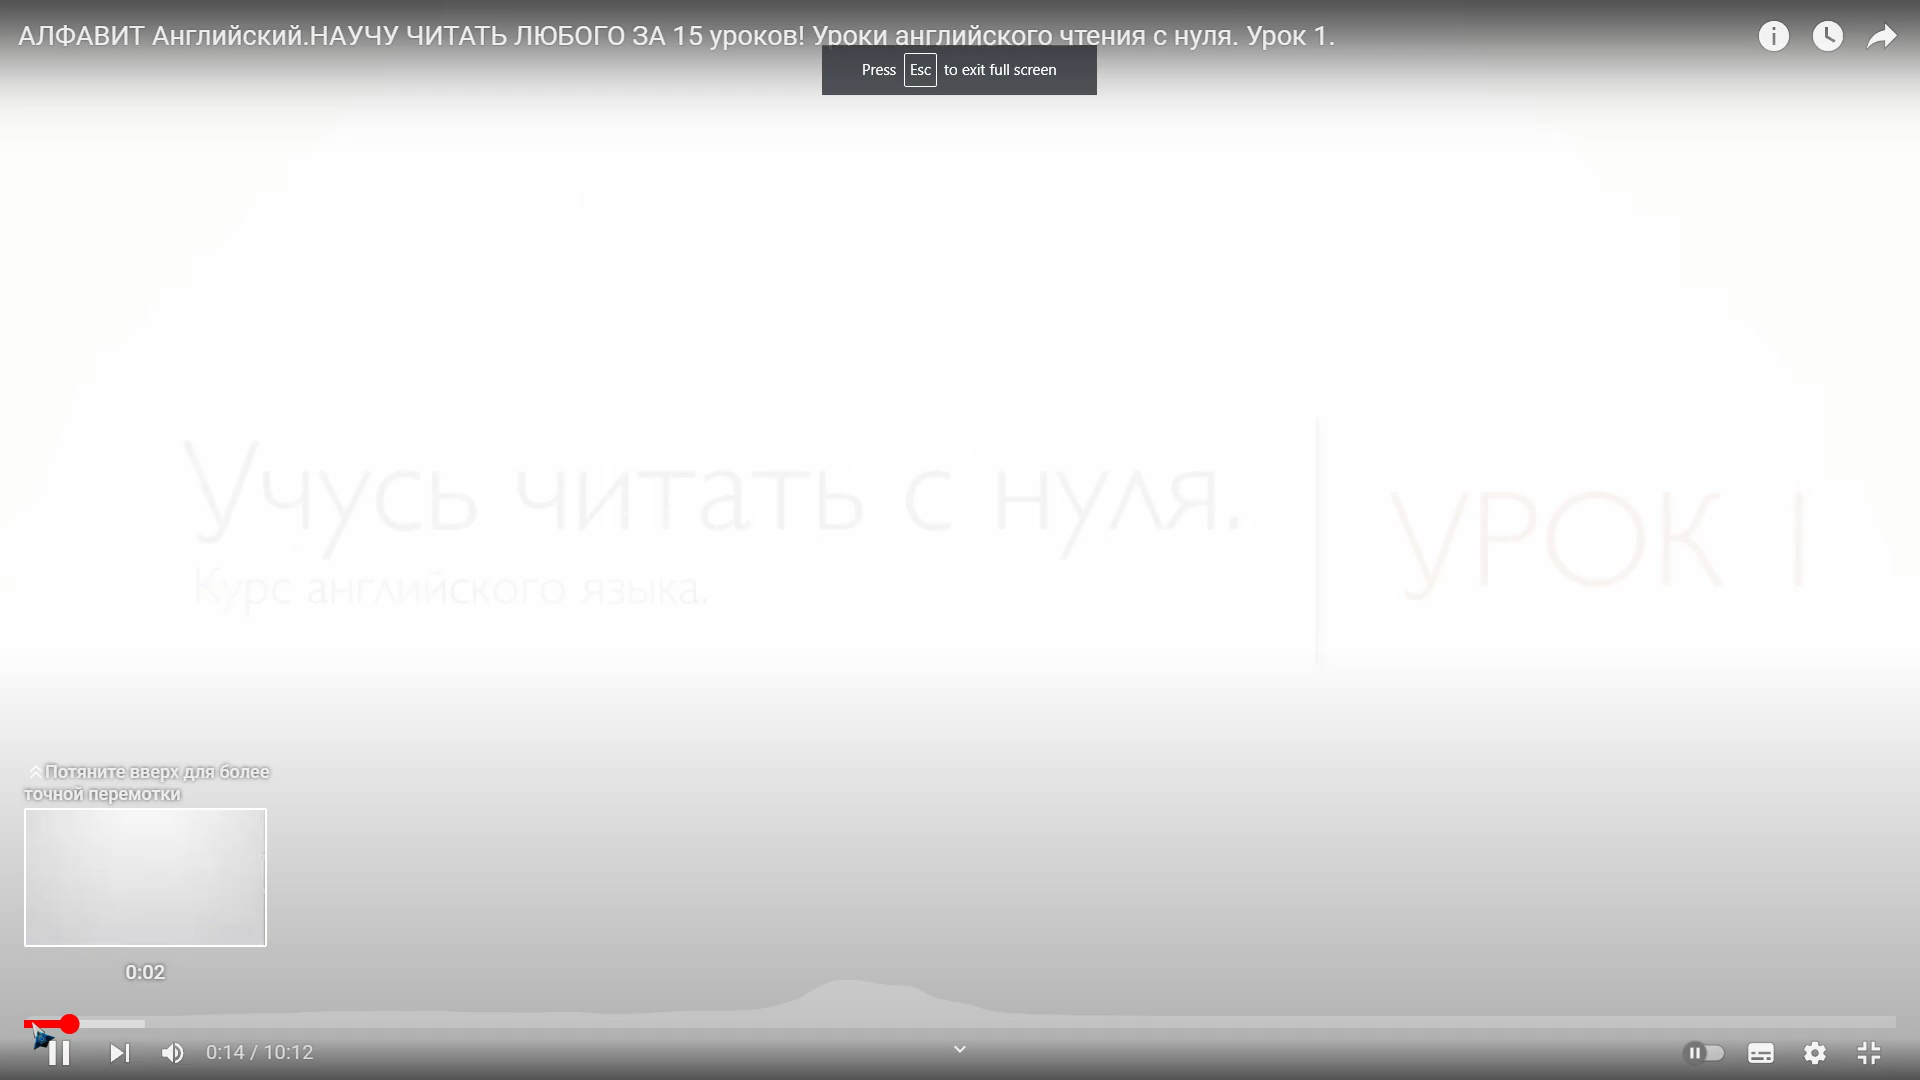 АЛФАВИТ Английский.НАУЧУ ЧИТАТЬ ЛЮБОГО ЗА 15 уроков! Уроки английского чтения с нуля. Урок 1.
Press Esc to exit full screen
Учусь читать с нуля.
Курс английского языка.
УРОК 1
Потяните вверх для более
точной перемотки
0:02
0:14 / 10:12